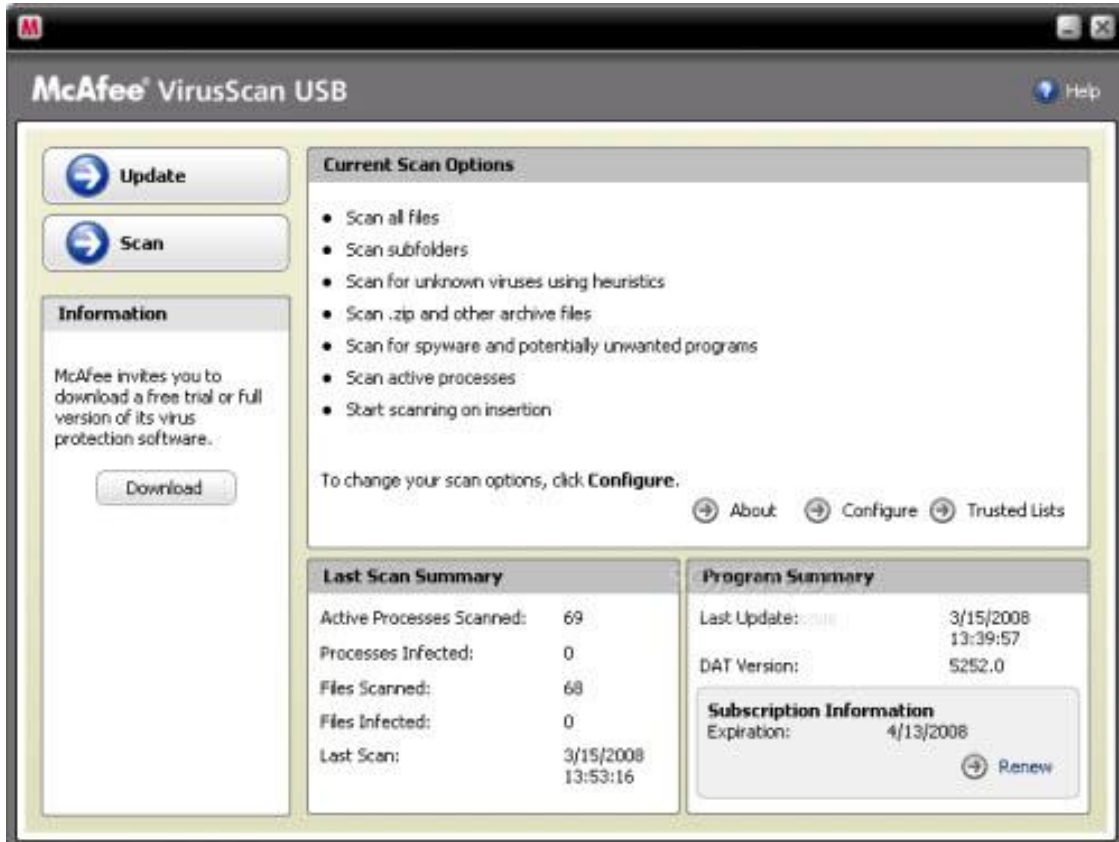 M
McAfee® VirusScan USB
Help
Update
Scan
Information
McAfee invites you to
download a free trial or full
version of its virus
protection software.
Download
Current Scan Options
• Scan all files
• Scan subfolders
• Scan for unknown viruses using heuristics
• Scan .zip and other archive files
• Scan for spyware and potentially unwanted programs
• Scan active processes
• Start scanning on insertion
To change your scan options, click Configure.
About Configure Trusted Lists
Last Scan Summary
Active Processes Scanned: 69
Processes Infected: 0
Files Scanned: 68
Files Infected: 0
Last Scan: 3/15/2008
13:53:16
Program Summary
Last Update: 3/15/2008
13:39:57
DAT Version: 5252.0
Subscription Information
Expiration: 4/13/2008
Renew